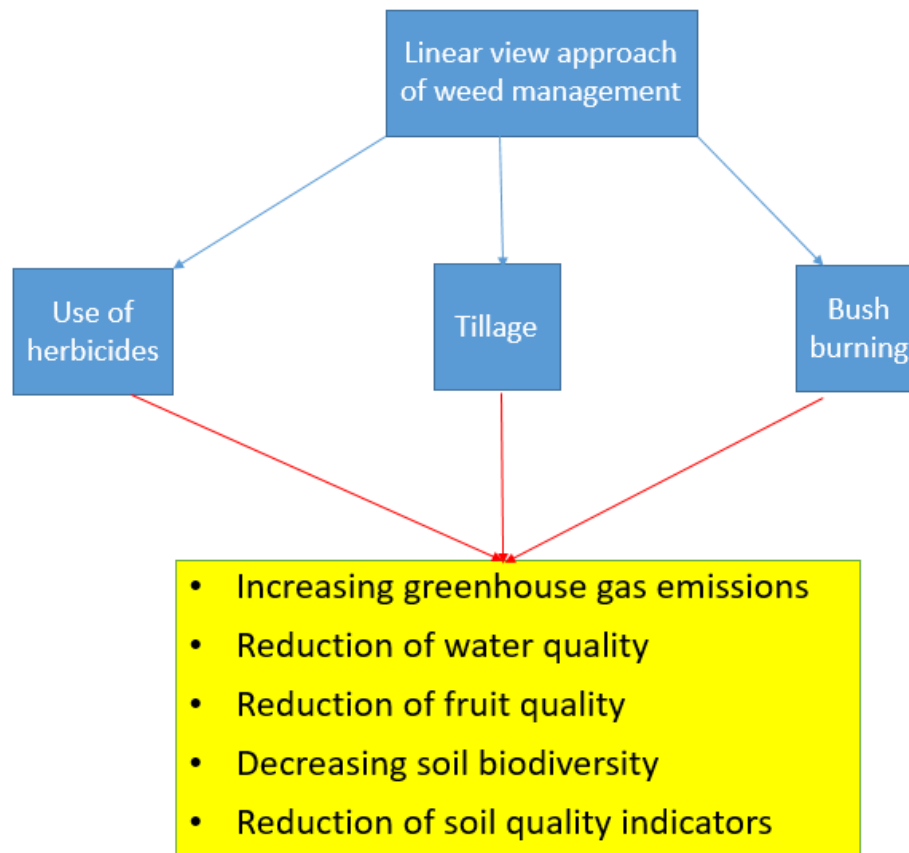 Linear view approach
of weed management
Use of
herbicides
Tillage
Bush
burning
• Increasing greenhouse gas emissions
• Reduction of water quality
• Reduction of fruit quality
• Decreasing soil biodiversity
• Reduction of soil quality indicators